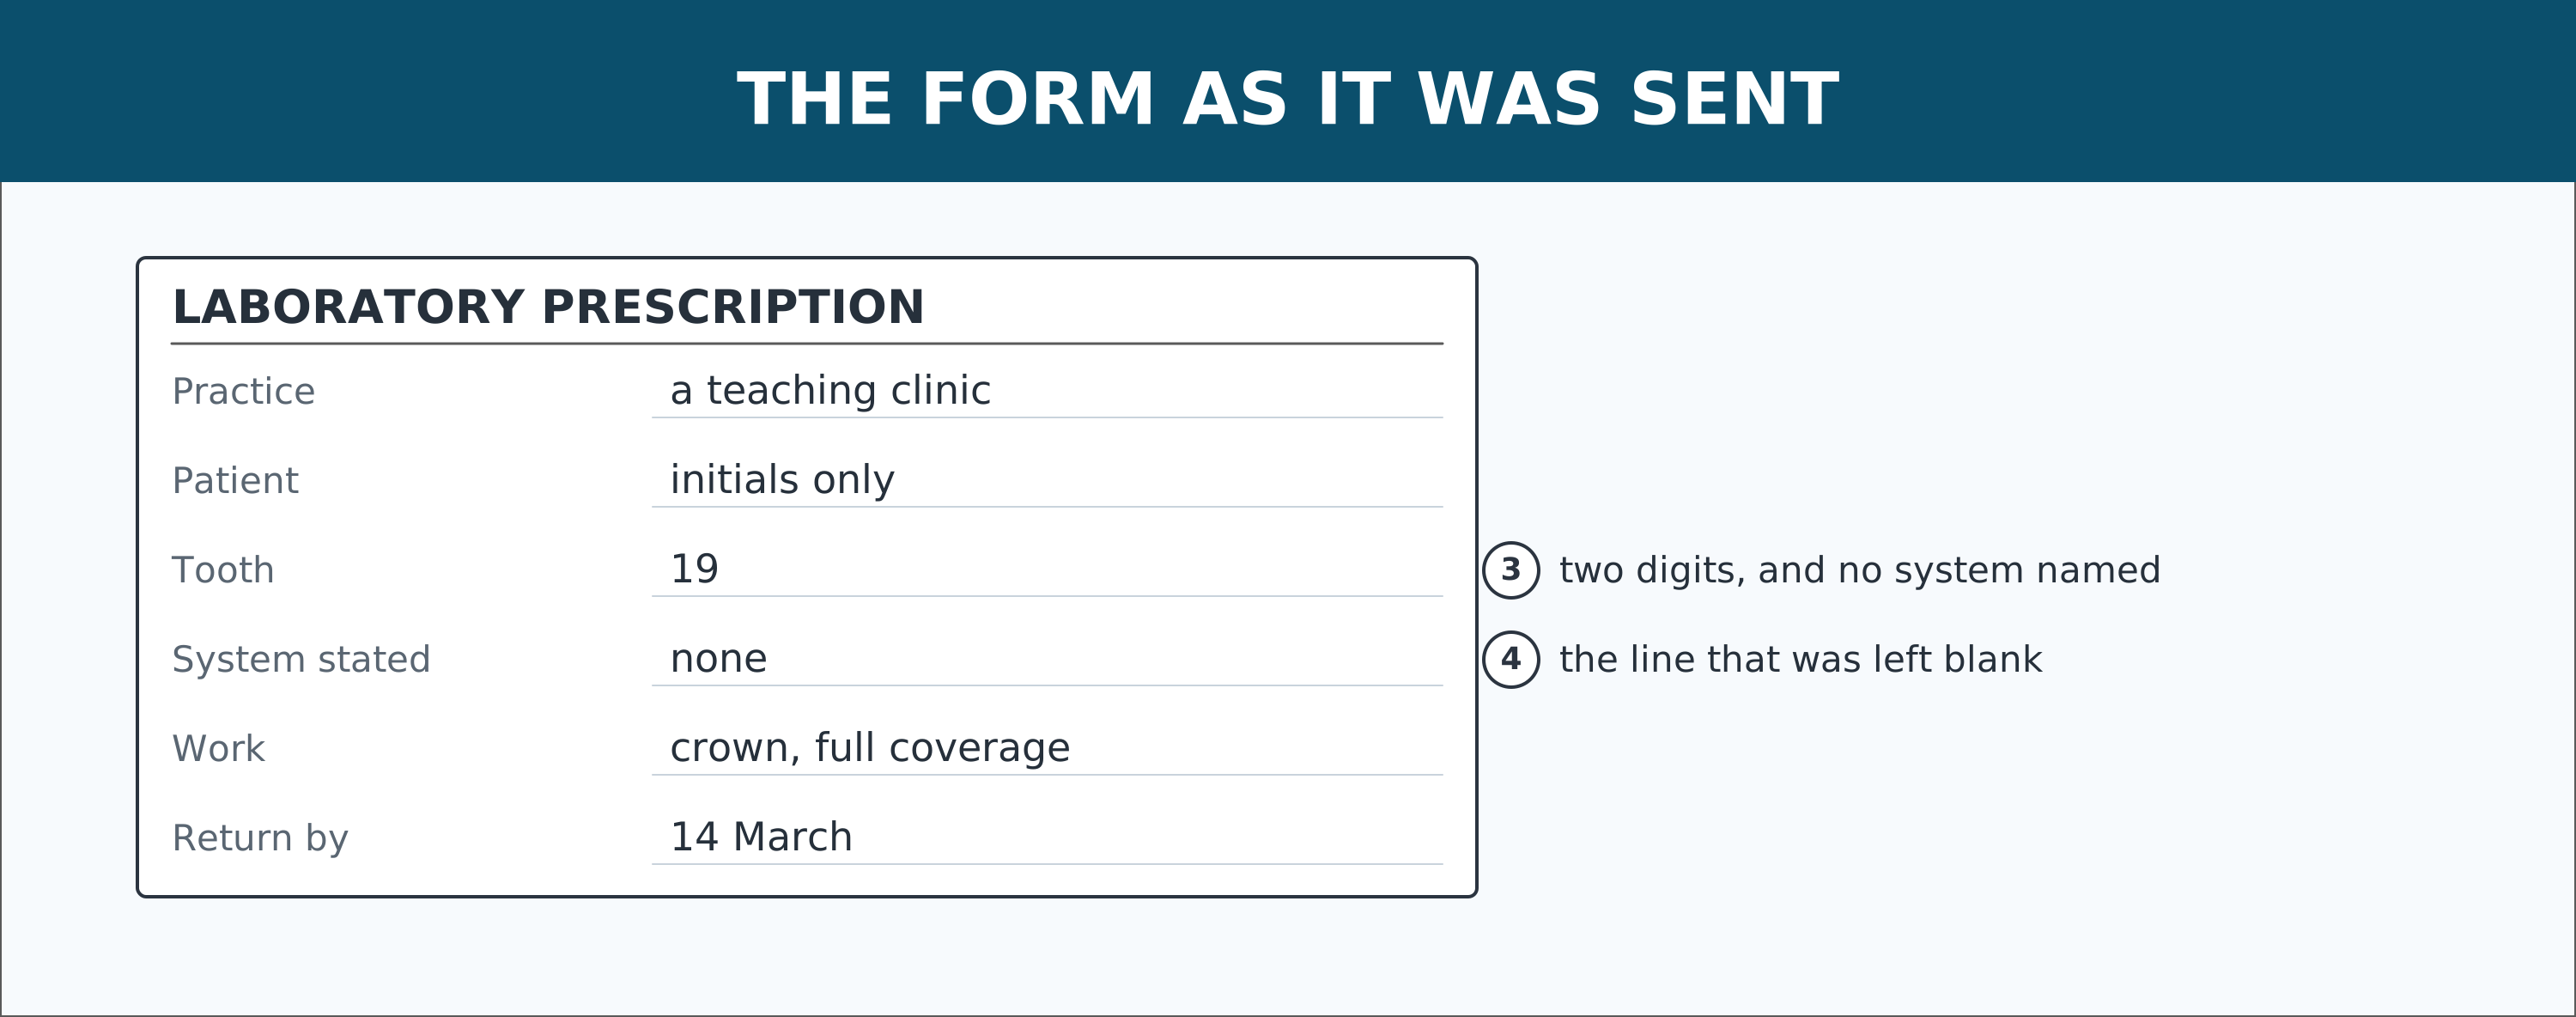 THE FORM AS IT WAS SENT
LABORATORY PRESCRIPTION
Practice a teaching clinic
Patient initials only
Tooth 19 3 two digits, and no system named
System stated none 4 the line that was left blank
Work crown, full coverage
Return by 14 March